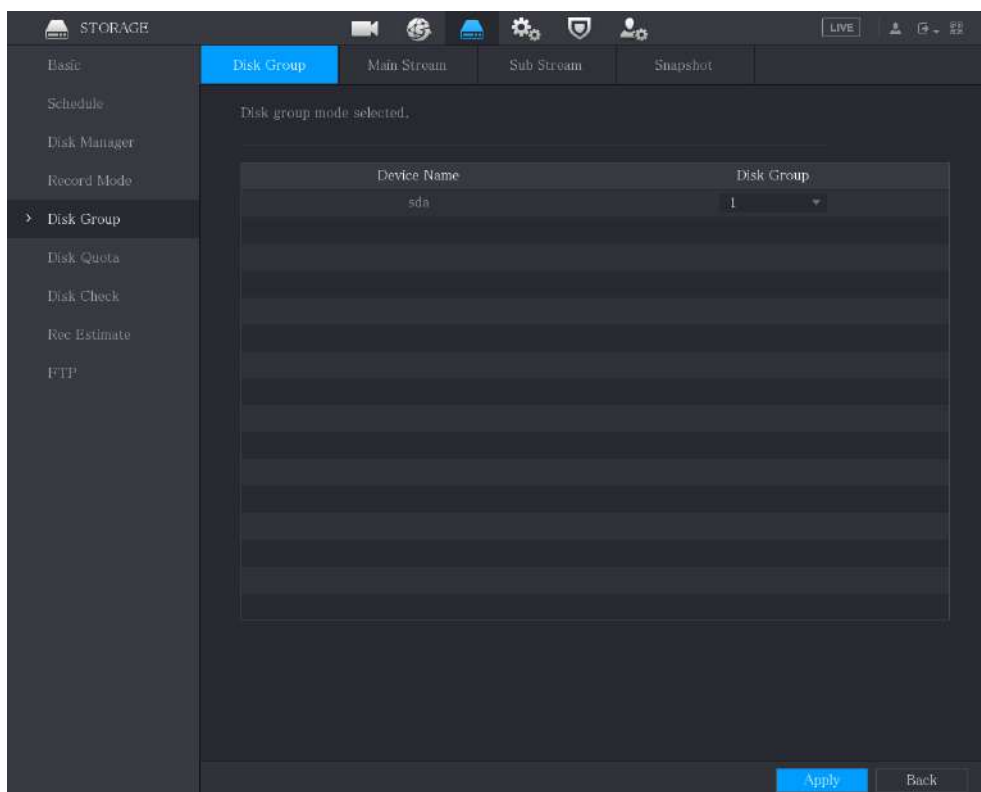 STORAGE
LIVE
Basic
Disk Group
Main Stream
Sub Stream
Snapshot
Schedule
Disk group mode selected.
Disk Manager
Record Mode
Device Name
Disk Group
sda
1
Disk Group
Disk Quota
Disk Check
Rec Estimate
FTP
Apply
Back